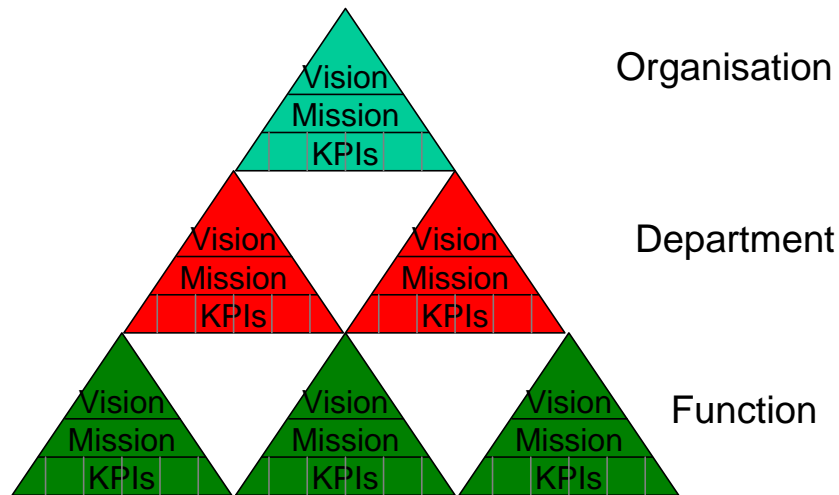 Vision
Organisation
Mission
KPIs
Vision Vision
Department
Mission Mission
KPIs KPIs
Vision Vision Vision
Function
Mission Mission Mission
KPIs KPIs KPIs